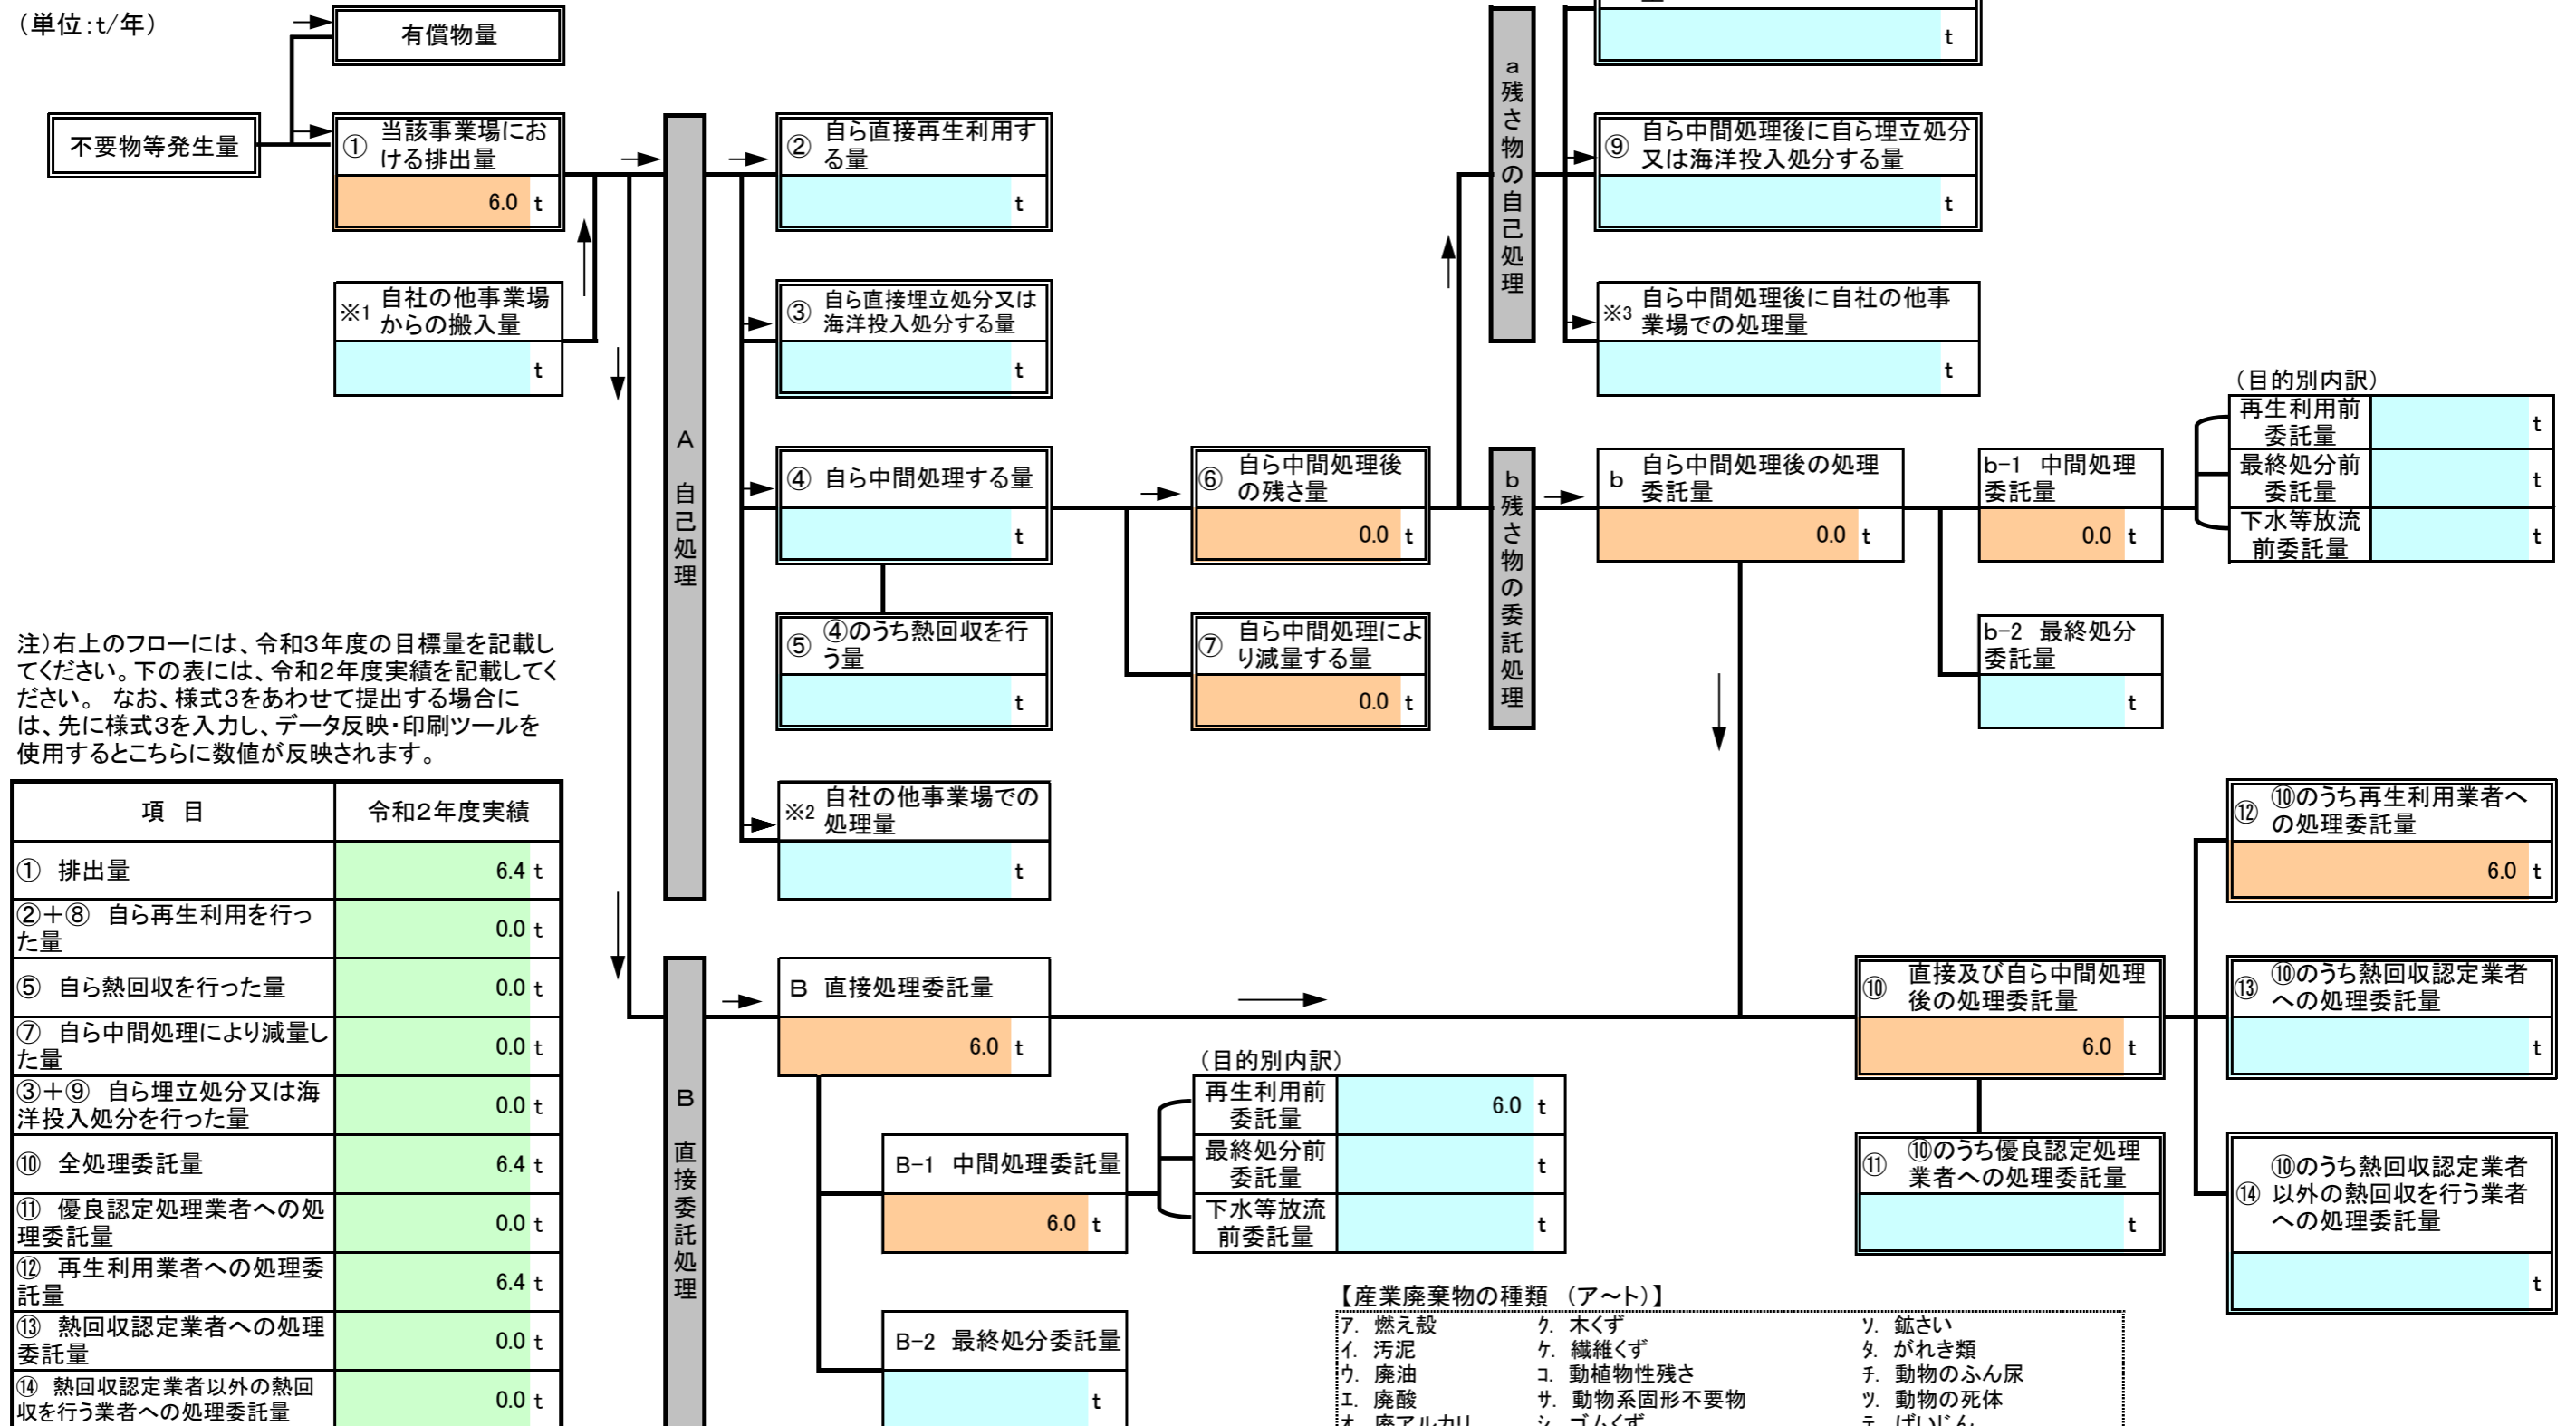 （単位:t/年）
有償物量
不要物等発生量
①
当該事業場にお
ける排出量
6.0 t
※1
自社の他事業場
からの搬入量
t
A 自己処理
②
自ら直接再生利用す
る量
t
③
自ら直接埋立処分又は
海洋投入処分する量
t
④ 自ら中間処理する量
t
⑤
④のうち熱回収を行
う量
t
※2
自社の他事業場での
処理量
t
⑥
自ら中間処理後
の残さ量
0.0 t
⑦
自ら中間処理によ
り減量する量
0.0 t
a 残さ物の自己処理
t
⑨
自ら中間処理後に自ら埋立処分
又は海洋投入処分する量
t
※3
自ら中間処理後に自社の他事
業場での処理量
t
b 残さ物の委託処理
b
自ら中間処理後の処理
委託量
0.0 t
b-1 中間処理
委託量
0.0 t
b-2 最終処分
委託量
t
（目的別内訳）
再生利用前
委託量
t
最終処分前
委託量
t
下水等放流
前委託量
t
注）右上のフローには、令和3年度の目標量を記載し
てください。下の表には、令和2年度実績を記載してく
ださい。 なお、様式3をあわせて提出する場合に
は、先に様式3を入力し、データ反映・印刷ツールを
使用するとこちらに数値が反映されます。
項 目 令和2年度実績
① 排出量 6.4 t
②＋⑧ 自ら再生利用を行っ
た量 0.0 t
⑤ 自ら熱回収を行った量 0.0 t
⑦ 自ら中間処理により減量し
た量 0.0 t
③＋⑨ 自ら埋立処分又は海
洋投入処分を行った量 0.0 t
⑩ 全処理委託量 6.4 t
⑪ 優良認定処理業者への処
理委託量 0.0 t
⑫ 再生利用業者への処理委
託量 6.4 t
⑬ 熱回収認定業者への処理
委託量 0.0 t
⑭ 熱回収認定業者以外の熱回
収を行う業者への処理委託量 0.0 t
B 直接委託処理
B 直接処理委託量
6.0 t
B-1 中間処理委託量
6.0 t
B-2 最終処分委託量
t
（目的別内訳）
再生利用前
委託量
6.0 t
最終処分前
委託量
t
下水等放流
前委託量
t
⑩
直接及び自ら中間処理
後の処理委託量
6.0 t
⑪
⑩のうち優良認定処理
業者への処理委託量
t
⑫
⑩のうち再生利用業者へ
の処理委託量
6.0 t
⑬
⑩のうち熱回収認定業者
への処理委託量
t
⑭
⑩のうち熱回収認定業者
以外の熱回収を行う業者
への処理委託量
t
【産業廃棄物の種類 （ア～ト）】
ｱ. 燃え殻 ｸ. 木くず ｿ. 鉱さい
ｲ. 汚泥 ｹ. 繊維くず ﾀ. がれき類
ｳ. 廃油 ｺ. 動植物性残さ ﾁ. 動物のふん尿
ｴ. 廃酸 ｻ. 動物系固形不要物 ﾂ. 動物の死体
ｵ. 廃アルカリ ｼ. ゴムくず ﾃ. ばいじん